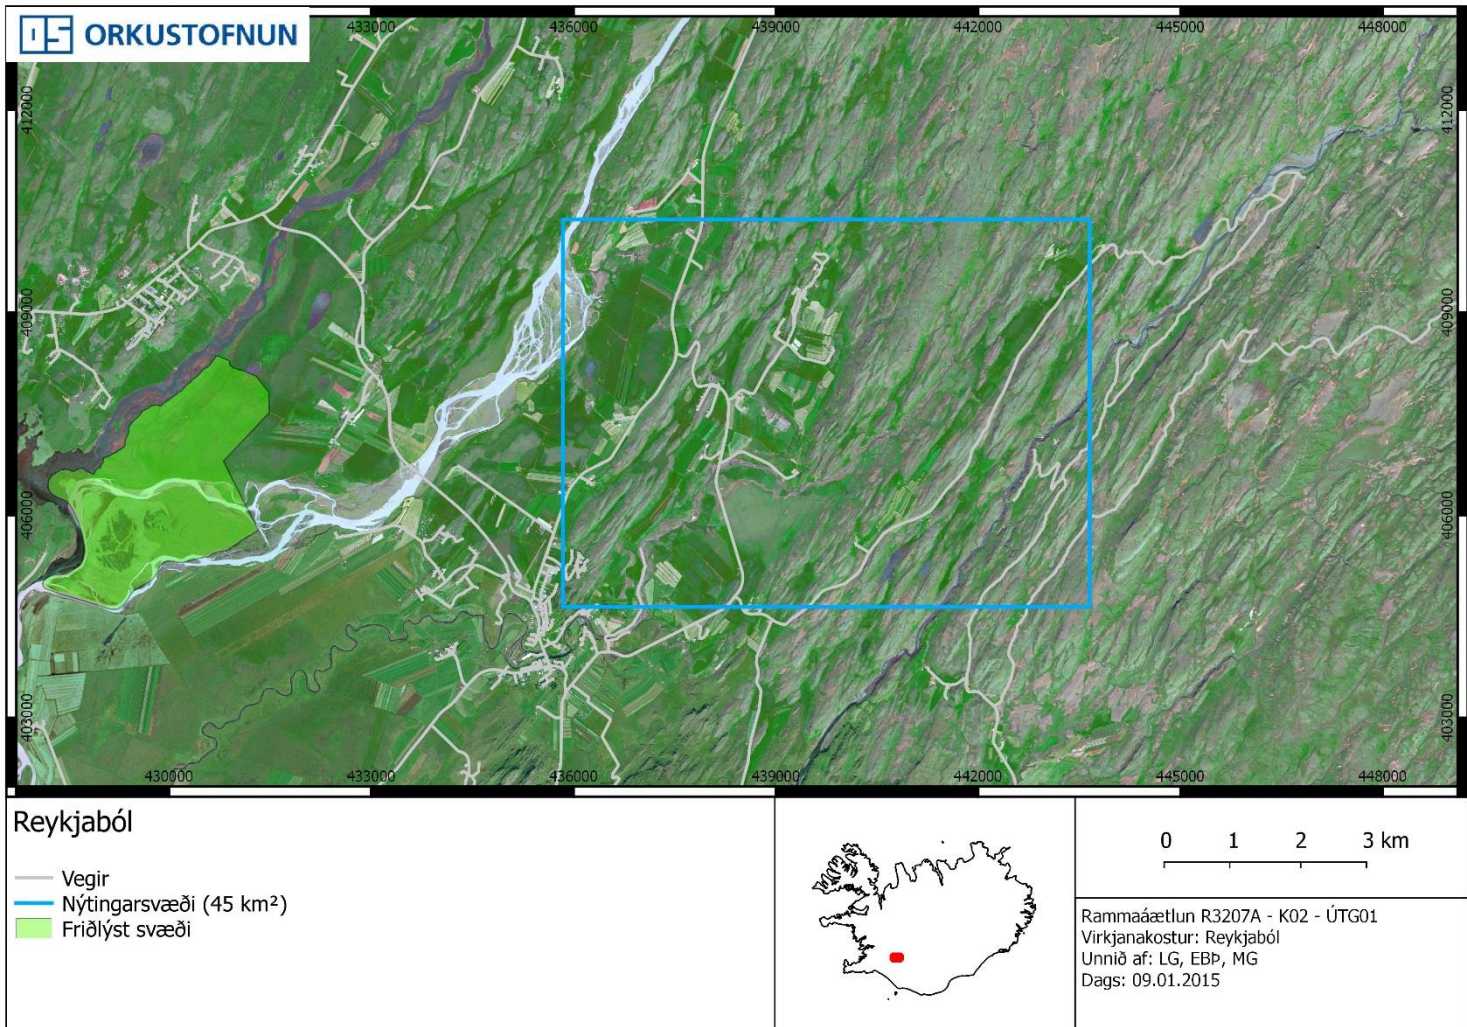 ORKUSTOFNUN
433000 436000 439000 442000 445000 448000
412000 412000
409000 409000
406000 406000
403000 403000
430000 433000 436000 439000 442000 445000 448000
Reykjaból
Vegir
Nýtingarsvæði (45 km²)
Friðlýst svæði
0 1 2 3 km
Rammaáætlun R3207A - K02 - ÚTG01
Virkjanakostur: Reykjaból
Unnið af: LG, EBÞ, MG
Dags: 09.01.2015